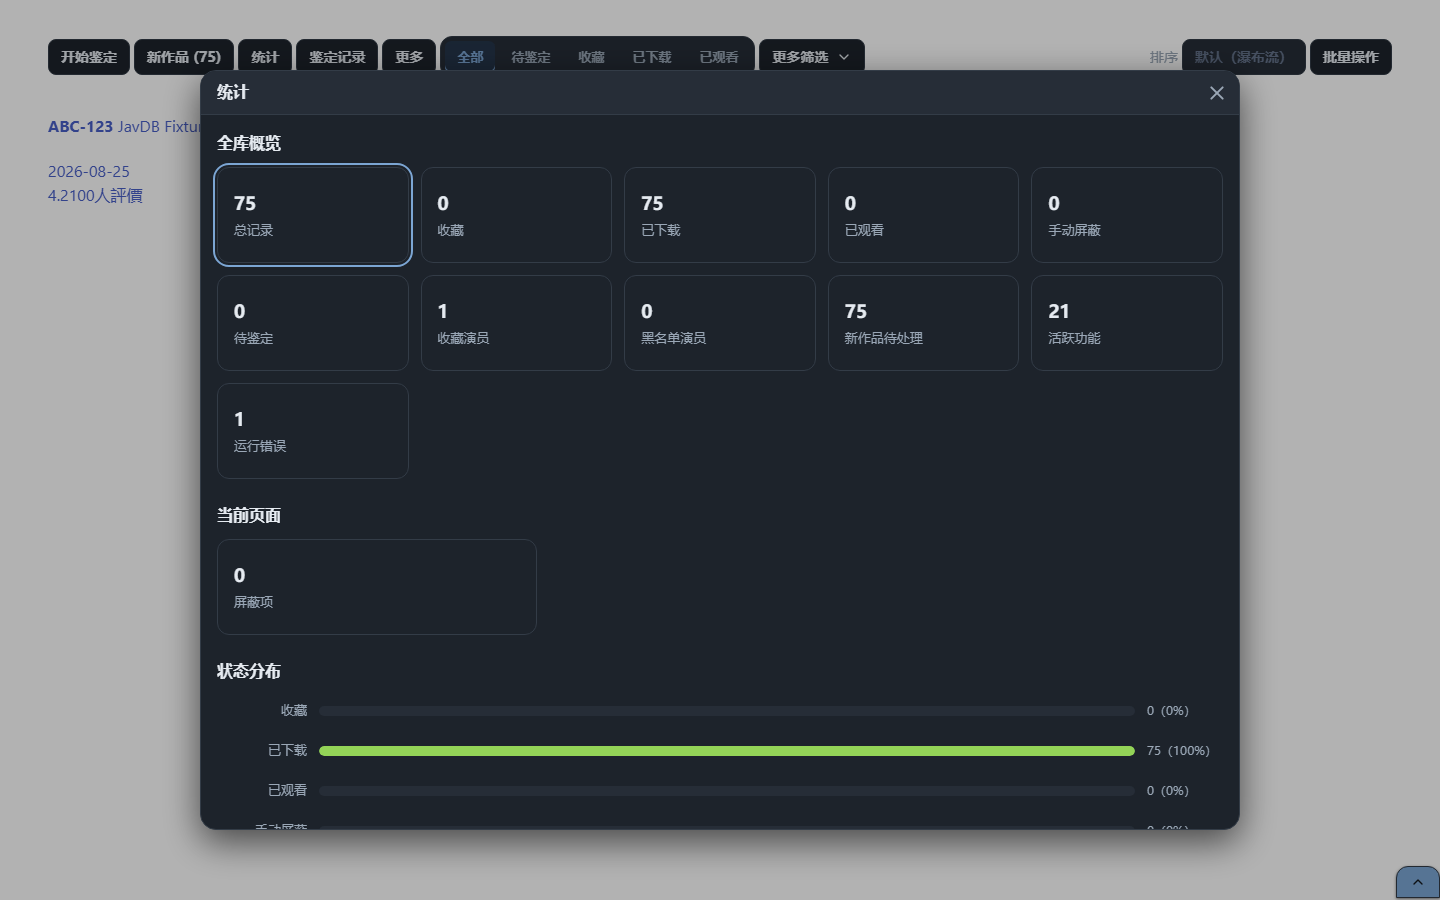 开始鉴定 新作品 (75) 统计 鉴定记录 更多 全部 待鉴定 收藏 已下载 已观看 更多筛选 排序 默认（瀑布流） 批量操作
ABC-123 JavDB Fixtu
2026-08-25
4.2100人評價
统计
全库概览
75
总记录
0
收藏
75
已下载
0
已观看
0
手动屏蔽
0
待鉴定
1
收藏演员
0
黑名单演员
75
新作品待处理
21
活跃功能
1
运行错误
当前页面
0
屏蔽项
状态分布
收藏 0 (0%)
已下载 75 (100%)
已观看 0 (0%)
手动屏蔽 0 (0%)